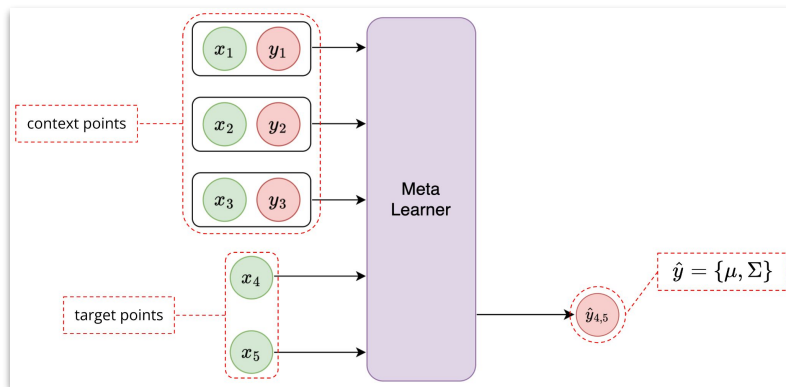 x₁ y₁
context points
x₂ y₂
x₃ y₃
Meta
Learner
x₄
target points
x₅
ŷ₄,₅
ŷ = {μ, Σ}